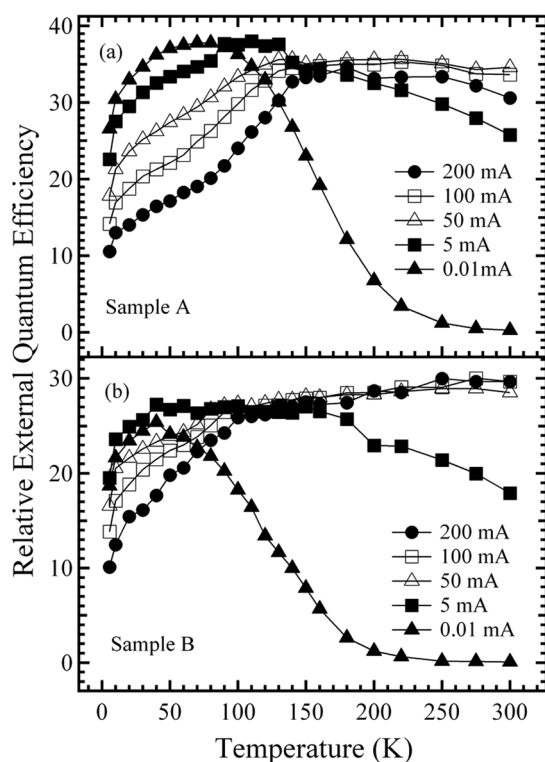 Relative External Quantum Efficiency
40
(a)
30
20
200 mA
100 mA
50 mA
5 mA
0.01mA
10
Sample A
0
30
(b)
20
200 mA
100 mA
50 mA
5 mA
0.01 mA
10
Sample B
0
0 50 100 150 200 250 300
Temperature (K)